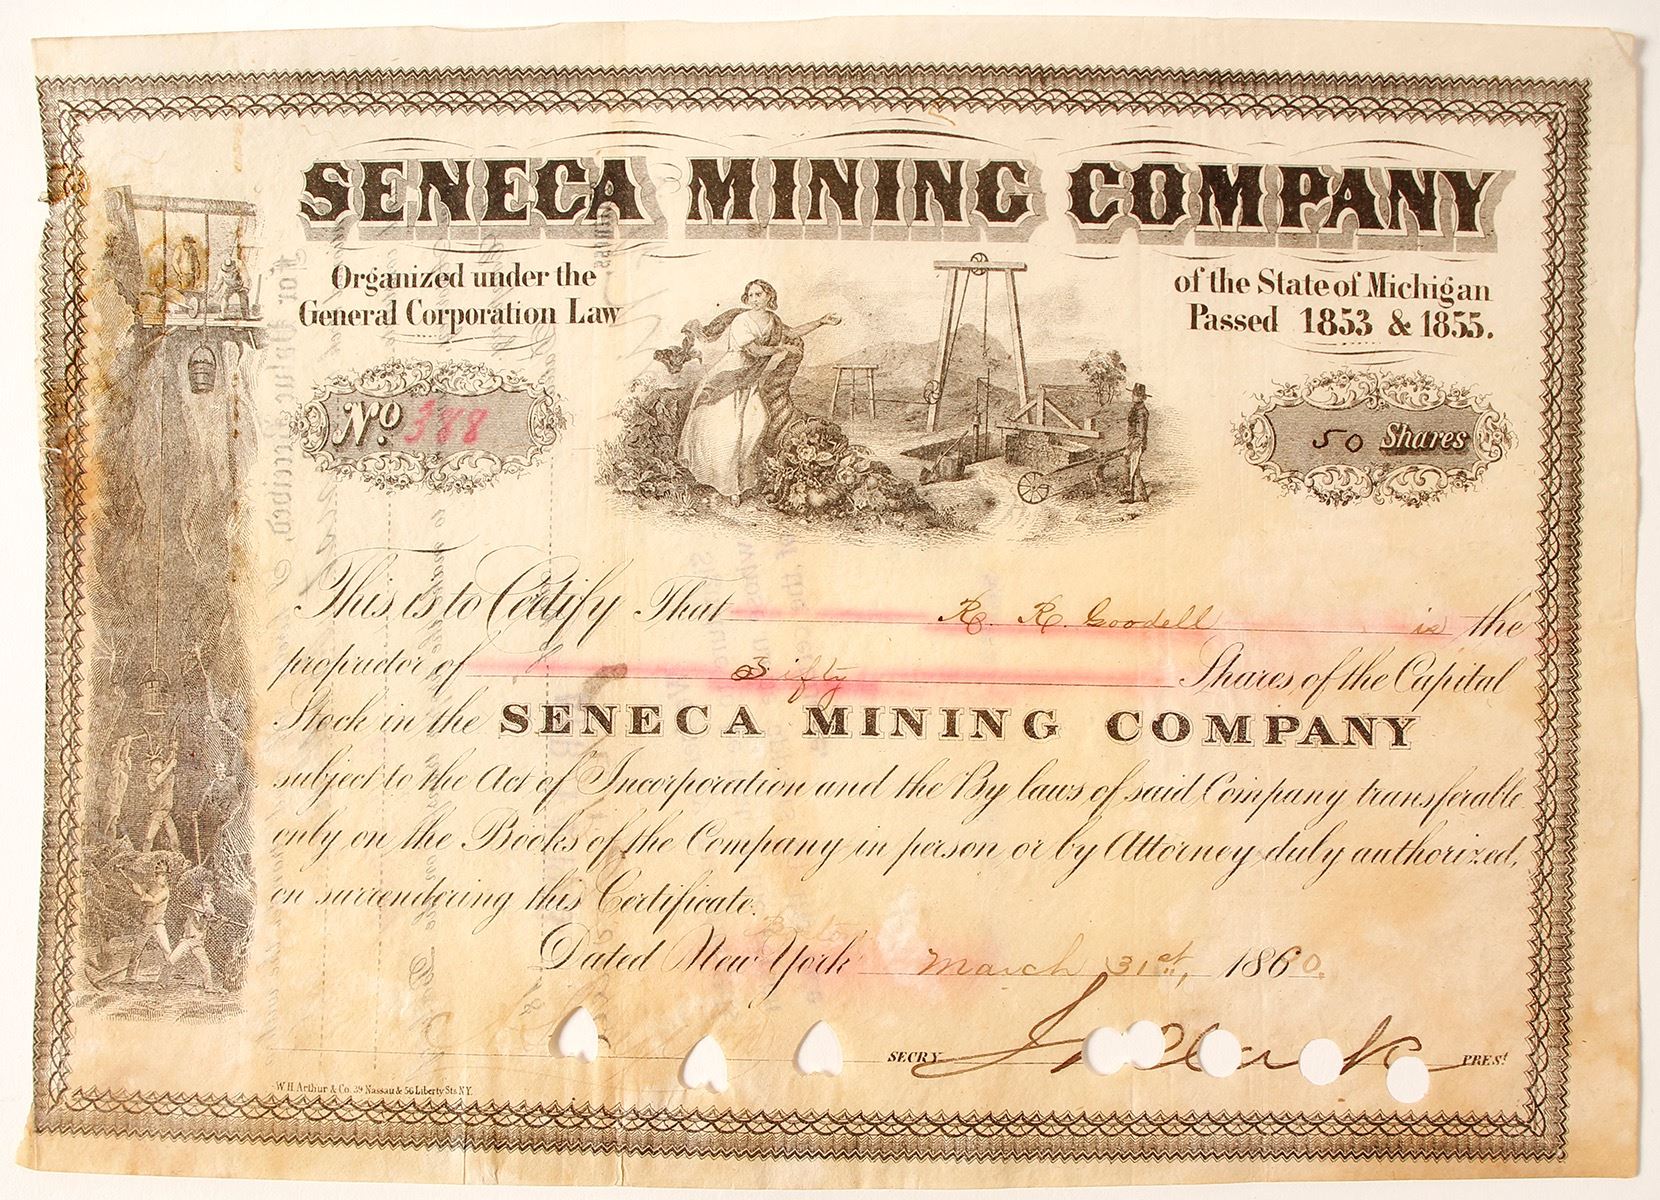 SENECA MINING COMPANY
Organized under the
General Corporation Law
of the State of Michigan
Passed 1853 & 1855.
No. 388
50 Shares
This is to Certify That R. R. Goodell is the
proprietor of Fifty Shares of the Capital
Stock in the SENECA MINING COMPANY
subject to the Act of Incorporation and the By laws of said Company transferable
only on the Books of the Company in person or by Attorney duly authorized,
on surrendering this Certificate.
Dated New York March 31st, 1860.
SECRY
PREST
W H Arthur & Co. 39 Nassau & 56 Liberty Sts. N.Y.